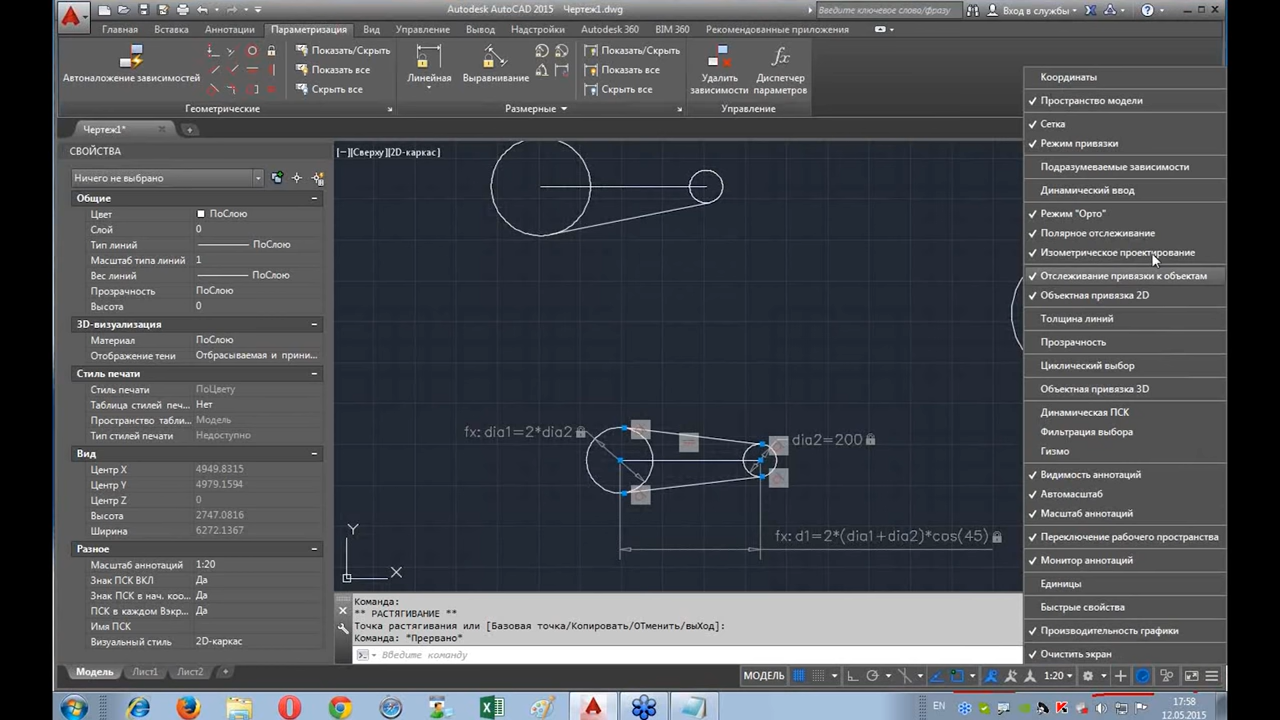 Autodesk AutoCAD 2015 Чертеж1.dwg
Введите ключевое слово/фразу
Вход в службы
Главная Вставка Аннотации Параметризация Вид Управление Вывод Надстройки Autodesk 360 BIM 360 Рекомендованные приложения
Автоналожение зависимостей
Показать/Скрыть
Показать все
Скрыть все
Линейная
Выравнивание
Показать/Скрыть
Показать все
Скрыть все
Удалить зависимости
fx
Диспетчер параметров
Геометрические
Размерные
Управление
Чертеж1*
СВОЙСТВА
Ничего не выбрано
Общие
Цвет ПоСлою
Слой 0
Тип линий ПоСлою
Масштаб типа линий 1
Вес линий ПоСлою
Прозрачность ПоСлою
Высота 0
3D-визуализация
Материал ПоСлою
Отображение тени Отбрасываемая и прини...
Стиль печати
Стиль печати ПоЦвету
Таблица стилей печ... Нет
Пространство табли... Модель
Тип стилей печати Недоступно
Вид
Центр X 4949.8315
Центр Y 4979.1594
Центр Z 0
Высота 2747.0816
Ширина 6272.1367
Разное
Масштаб аннотаций 1:20
Знак ПСК ВКЛ Да
Знак ПСК в нач. коо... Да
ПСК в каждом Вэкр... Да
Имя ПСК
Визуальный стиль 2D-каркас
[−][Сверху][2D-каркас]
fx: dia1=2*dia2
dia2=200
fx: d1=2*(dia1+dia2)*cos(45)
Y
X
Команда:
** РАСТЯГИВАНИЕ **
Точка растягивания или [Базовая точка/Копировать/ОТменить/выХод]:
Команда: *Прервано*
Введите команду
Координаты
Пространство модели
Сетка
Режим привязки
Подразумеваемые зависимости
Динамический ввод
Режим "Орто"
Полярное отслеживание
Изометрическое проектирование
Отслеживание привязки к объектам
Объектная привязка 2D
Толщина линий
Прозрачность
Циклический выбор
Объектная привязка 3D
Динамическая ПСК
Фильтрация выбора
Гизмо
Видимость аннотаций
Автомасштаб
Масштаб аннотаций
Переключение рабочего пространства
Монитор аннотаций
Единицы
Быстрые свойства
Производительность графики
Очистить экран
Модель Лист1 Лист2
МОДЕЛЬ
1:20
EN
17:58
12.05.2015